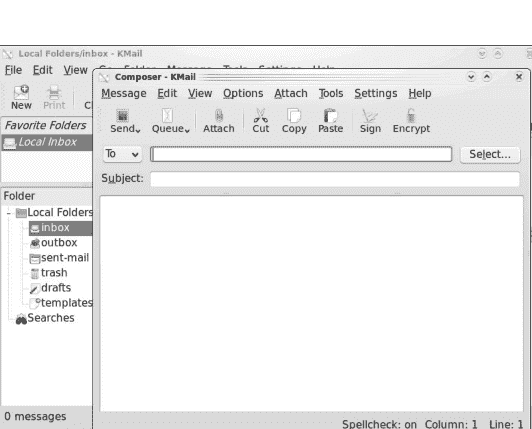 Local Folders/inbox - KMail
File Edit View
New Print
Favorite Folders
Local Inbox
Folder
Local Folders
inbox
outbox
sent-mail
trash
drafts
templates
Searches
0 messages
Composer - KMail
Message Edit View Options Attach Tools Settings Help
Send Queue Attach Cut Copy Paste Sign Encrypt
To Select...
Subject:
Spellcheck: on Column: 1 Line: 1